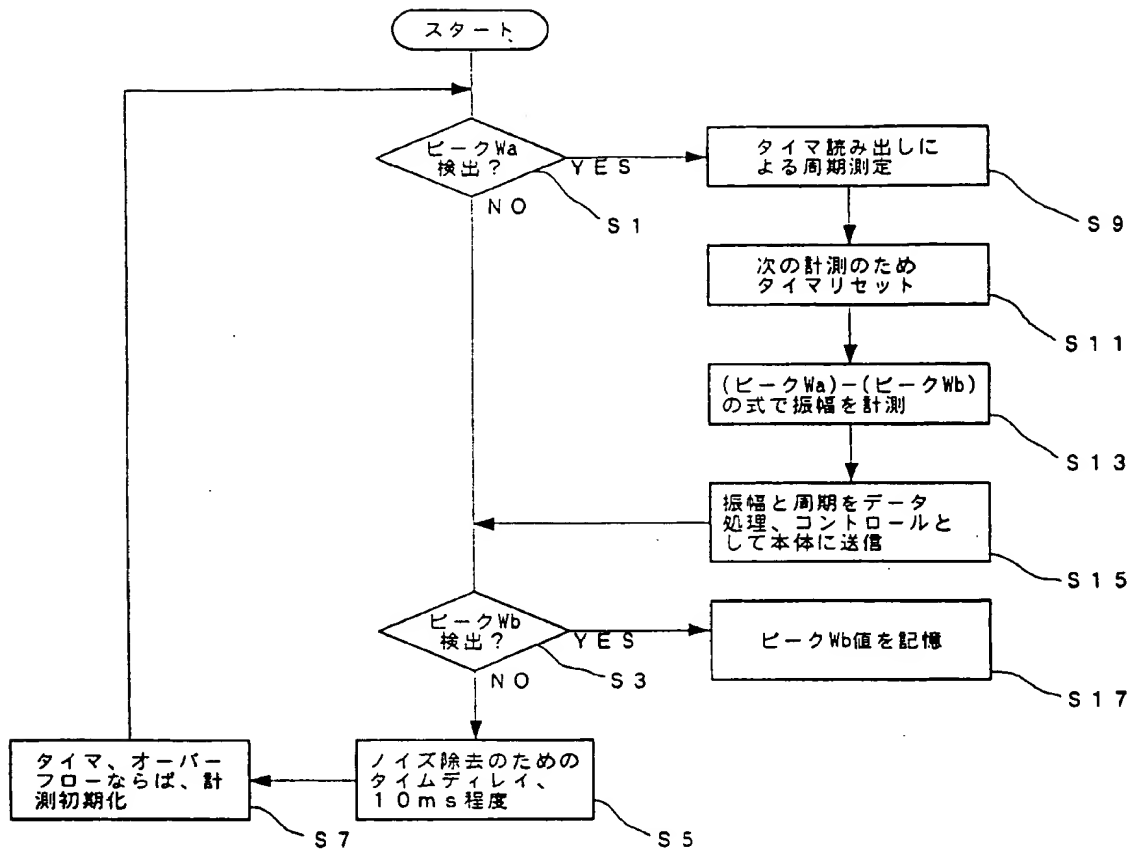 スタート
ピークWa
検出?
YES
NO
S1
タイマ読み出しに
よる周期測定
S9
次の計測のため
タイマリセット
S11
(ピークWa)-(ピークWb)
の式で振幅を計測
S13
振幅と周期をデータ
処理、コントロールと
して本体に送信
S15
ピークWb
検出?
YES
NO
S3
ピークWb値を記憶
S17
ノイズ除去のための
タイムディレイ、
10ms程度
S5
タイマ、オーバー
フローならば、計
測初期化
S7